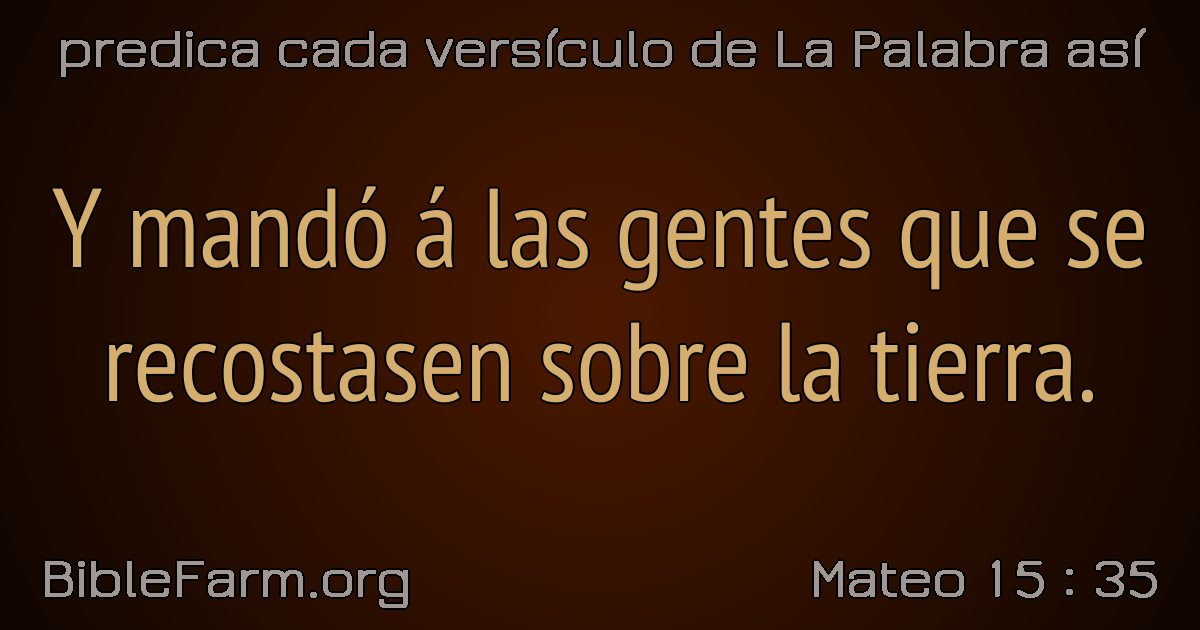 predica cada versículo de La Palabra así
Y mandó á las gentes que se
recostasen sobre la tierra.
BibleFarm.org
Mateo 15 : 35